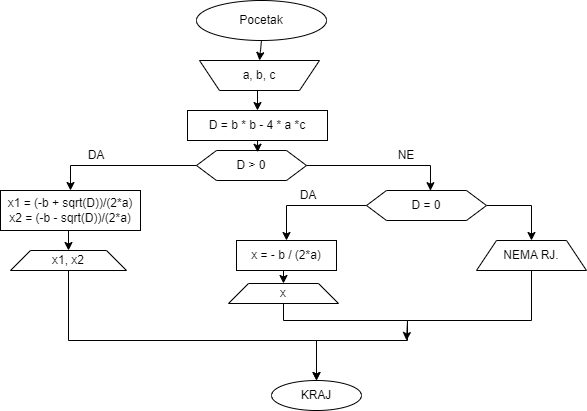 Pocetak
a, b, c
D = b * b - 4 * a *c
D > 0
DA
NE
x1 = (-b + sqrt(D))/(2*a)
x2 = (-b - sqrt(D))/(2*a)
x1, x2
D = 0
DA
x = - b / (2*a)
x
NEMA RJ.
KRAJ